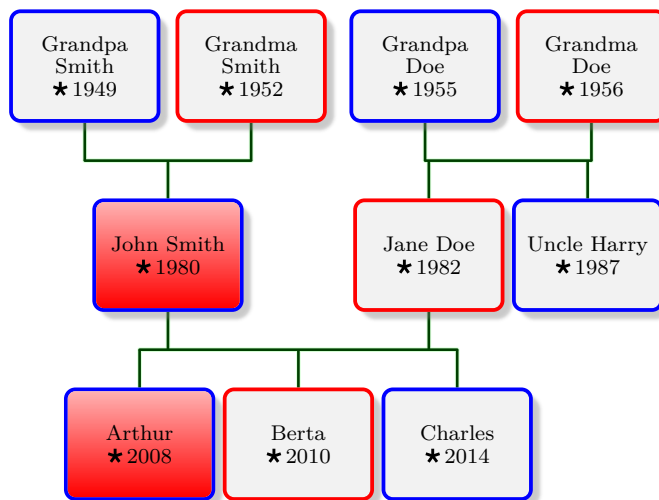 Grandpa
Smith
★ 1949
Grandma
Smith
★ 1952
Grandpa
Doe
★ 1955
Grandma
Doe
★ 1956
John Smith
★ 1980
Jane Doe
★ 1982
Uncle Harry
★ 1987
Arthur
★ 2008
Berta
★ 2010
Charles
★ 2014